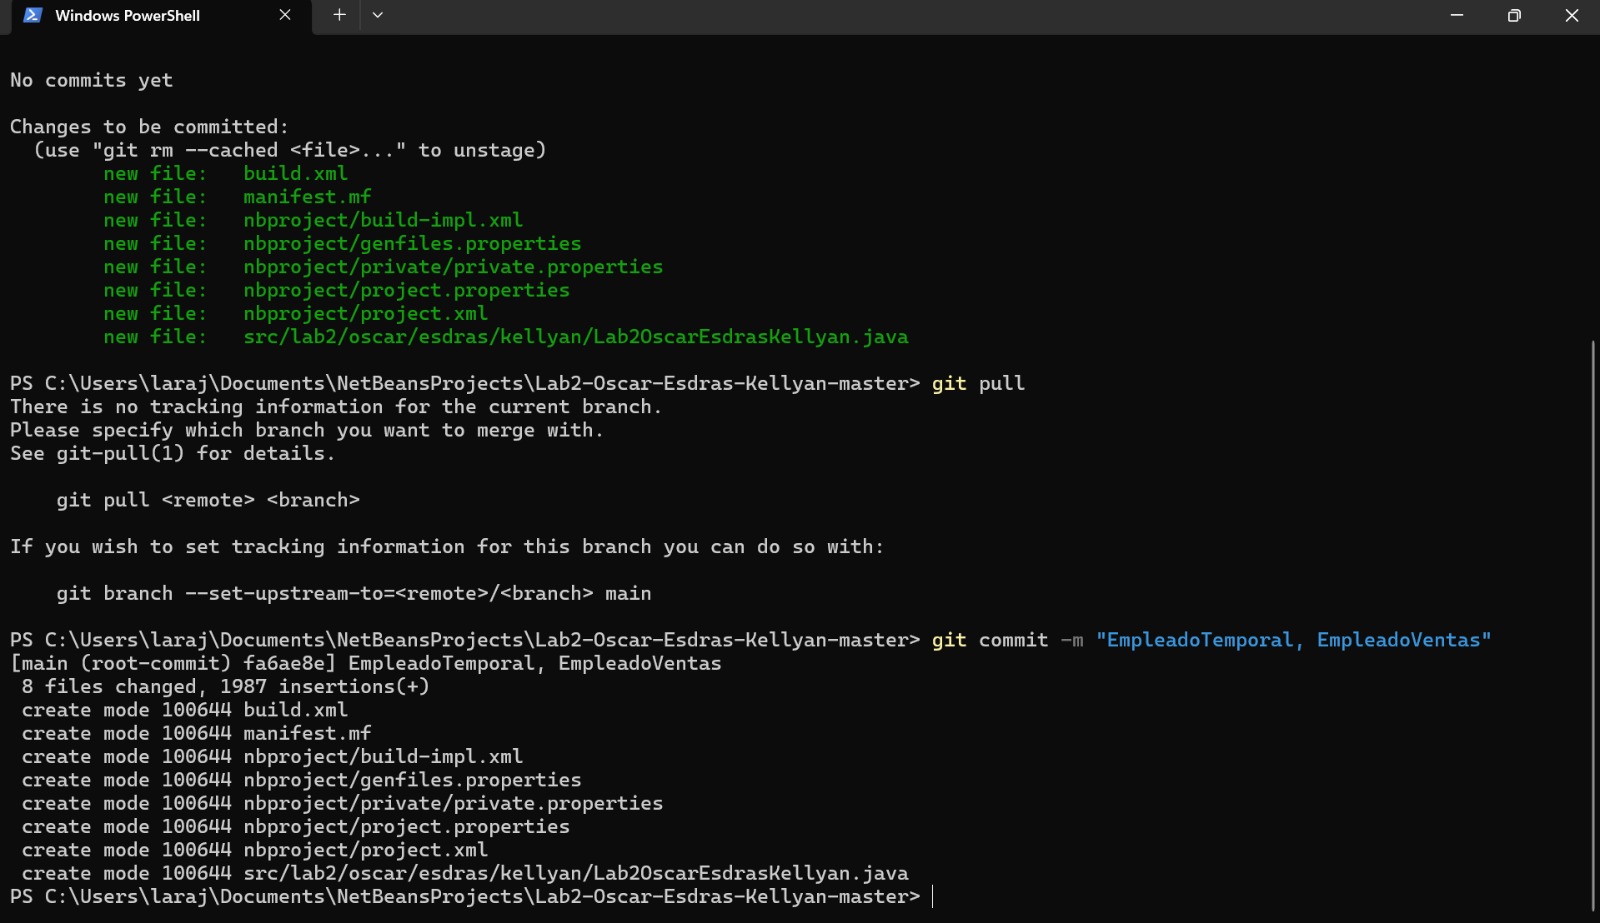 Windows PowerShell
No commits yet
Changes to be committed:
(use "git rm --cached <file>..." to unstage)
new file: build.xml
new file: manifest.mf
new file: nbproject/build-impl.xml
new file: nbproject/genfiles.properties
new file: nbproject/private/private.properties
new file: nbproject/project.properties
new file: nbproject/project.xml
new file: src/lab2/oscar/esdras/kellyan/Lab2OscarEsdrasKellyan.java
PS C:\Users\laraj\Documents\NetBeansProjects\Lab2-Oscar-Esdras-Kellyan-master> git pull
There is no tracking information for the current branch.
Please specify which branch you want to merge with.
See git-pull(1) for details.
git pull <remote> <branch>
If you wish to set tracking information for this branch you can do so with:
git branch --set-upstream-to=<remote>/<branch> main
PS C:\Users\laraj\Documents\NetBeansProjects\Lab2-Oscar-Esdras-Kellyan-master> git commit -m "EmpleadoTemporal, EmpleadoVentas"
[main (root-commit) fa6ae8e] EmpleadoTemporal, EmpleadoVentas
8 files changed, 1987 insertions(+)
create mode 100644 build.xml
create mode 100644 manifest.mf
create mode 100644 nbproject/build-impl.xml
create mode 100644 nbproject/genfiles.properties
create mode 100644 nbproject/private/private.properties
create mode 100644 nbproject/project.properties
create mode 100644 nbproject/project.xml
create mode 100644 src/lab2/oscar/esdras/kellyan/Lab2OscarEsdrasKellyan.java
PS C:\Users\laraj\Documents\NetBeansProjects\Lab2-Oscar-Esdras-Kellyan-master>